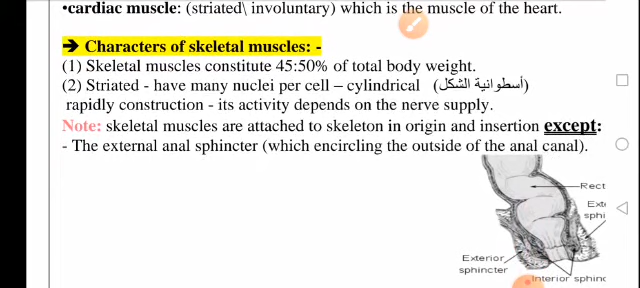 •cardiac muscle: (striated\ involuntary) which is the muscle of the heart.
➔ Characters of skeletal muscles: -
(1) Skeletal muscles constitute 45:50% of total body weight.
(2) Striated - have many nuclei per cell – cylindrical (أسطوانية الشكل)
rapidly construction - its activity depends on the nerve supply.
Note: skeletal muscles are attached to skeleton in origin and insertion except:
- The external anal sphincter (which encircling the outside of the anal canal).
Rect
Exte
sphi
Exterior
sphincter
Interior sphinc